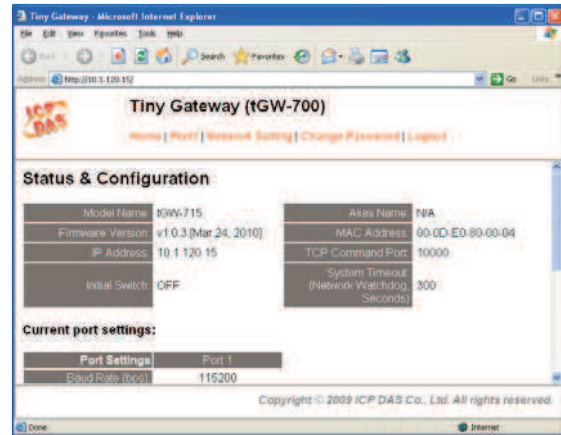 Tiny Gateway - Microsoft Internet Explorer
File Edit View Favorites Tools Help
Back Search Favorites
Address http://10.1.120.15/ Go Links
ICP DAS
Tiny Gateway (tGW-700)
Home | Port1 | Network Setting | Change Password | Logout
Status & Configuration
Model Name tGW-715 Alias Name N/A
Firmware Version v1.0.3 [Mar.24, 2010] MAC Address 00-0D-E0-80-00-04
IP Address 10.1.120.15 TCP Command Port 10000
Initial Switch OFF System Timeout (Network Watchdog, Seconds) 300
Current port settings:
Port Settings Port 1
Baud Rate (bps) 115200
Copyright © 2009 ICP DAS Co., Ltd. All rights reserved.
Done Internet